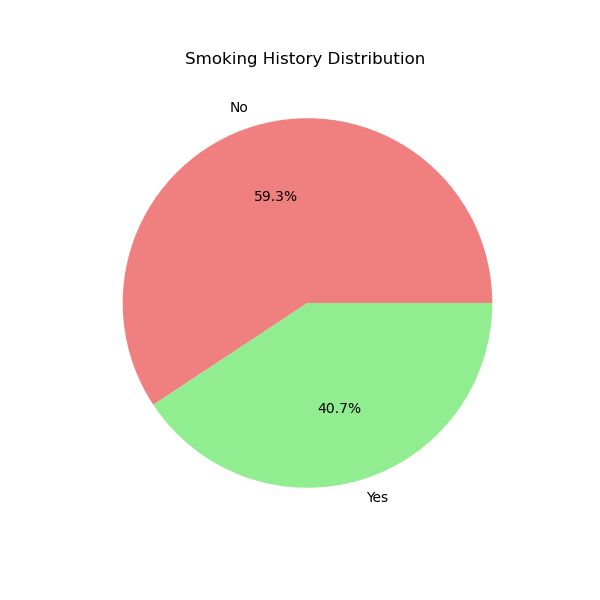 Smoking History Distribution
No
59.3%
40.7%
Yes